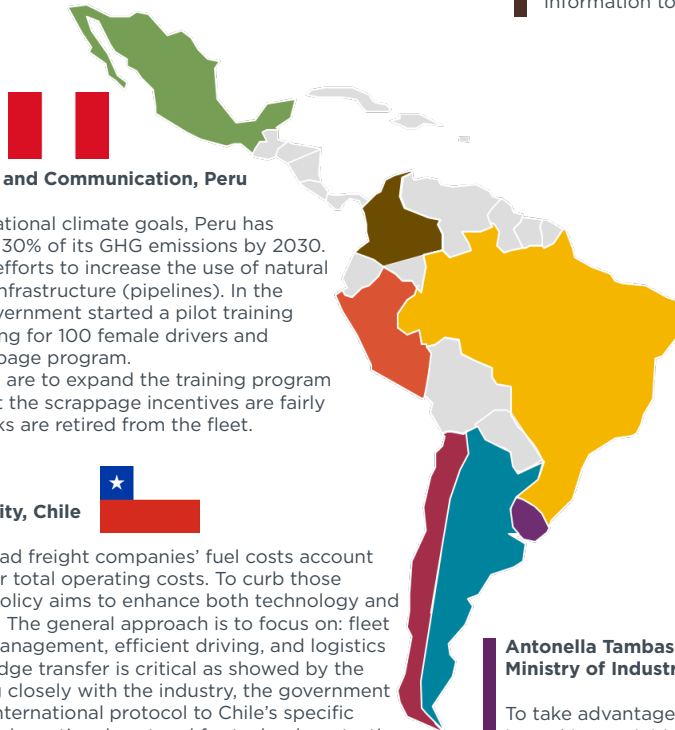 information to
and Communication, Peru
ational climate goals, Peru has
30% of its GHG emissions by 2030.
efforts to increase the use of natural
nfrastructure (pipelines). In the
vernment started a pilot training
ng for 100 female drivers and
page program.
are to expand the training program
t the scrappage incentives are fairly
ks are retired from the fleet.
ity, Chile
ad freight companies’ fuel costs account
r total operating costs. To curb those
olicy aims to enhance both technology and
The general approach is to focus on: fleet
anagement, efficient driving, and logistics
dge transfer is critical as showed by the
g closely with the industry, the government
nternational protocol to Chile’s specific
Antonella Tambas
Ministry of Industr
To take advantage